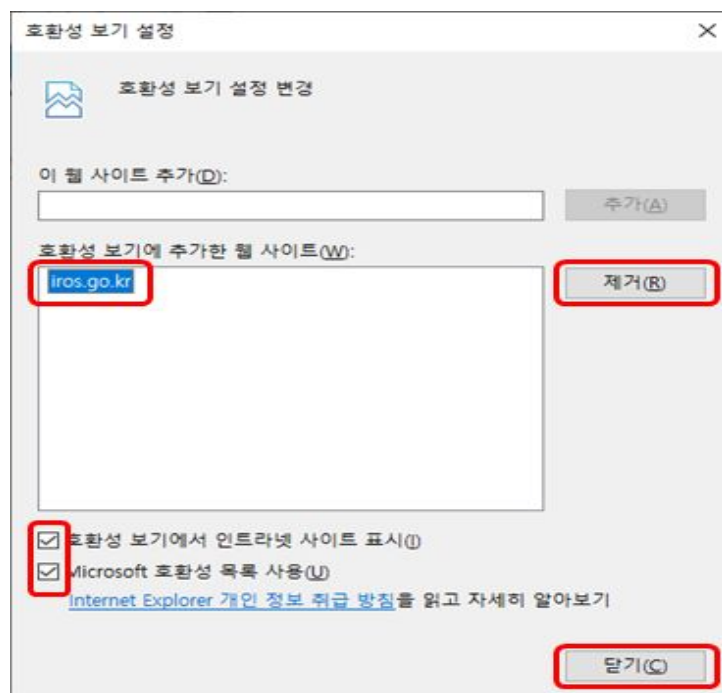 호환성 보기 설정
호환성 보기 설정 변경
이 웹 사이트 추가(D):
추가(A)
호환성 보기에 추가한 웹 사이트(W):
iros.go.kr
제거(R)
호환성 보기에서 인트라넷 사이트 표시(I)
Microsoft 호환성 목록 사용(U)
Internet Explorer 개인 정보 취급 방침을 읽고 자세히 알아보기
닫기(C)